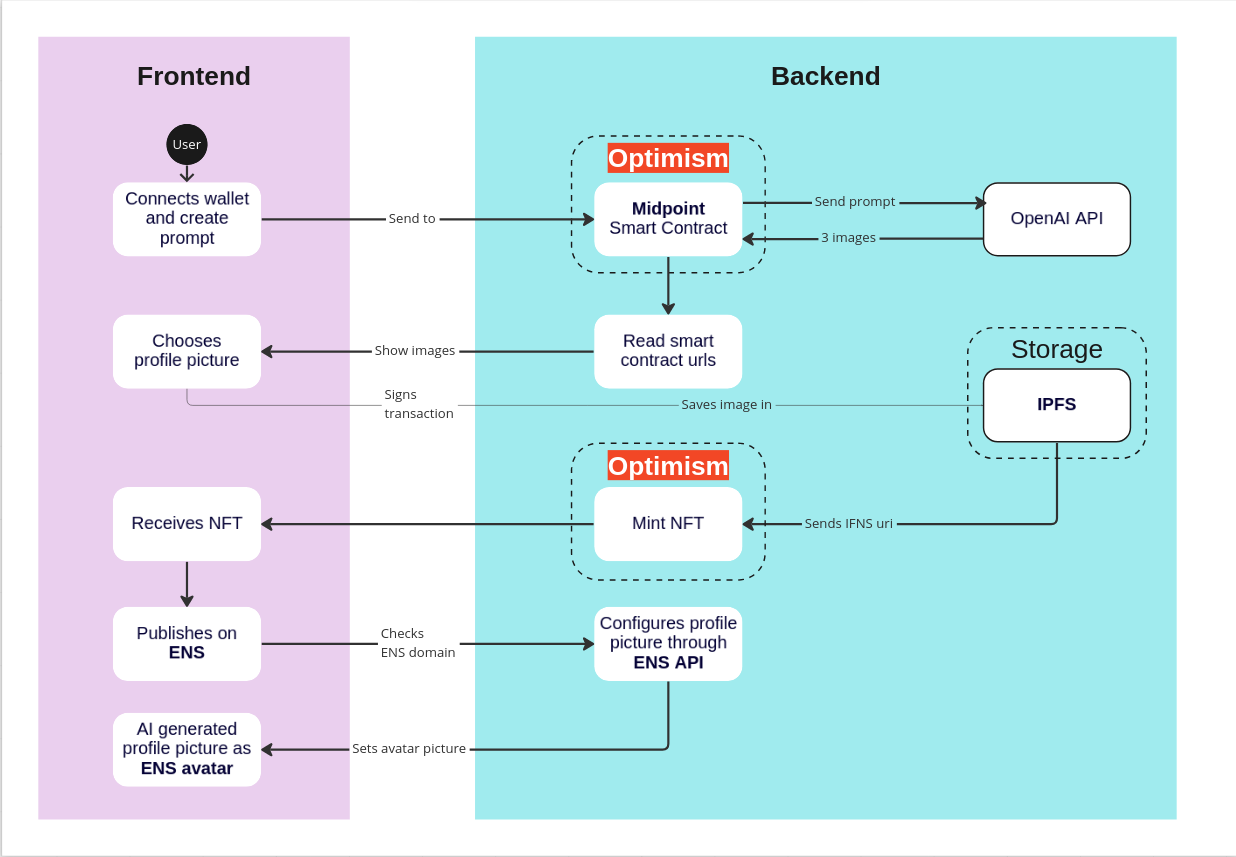 Frontend
Backend
User
Connects wallet
and create
prompt
Send to
Optimism
Midpoint
Smart Contract
Send prompt
3 images
OpenAI API
Chooses
profile picture
Show images
Read smart
contract urls
Storage
IPFS
Signs
transaction
Saves image in
Optimism
Mint NFT
Receives NFT
Sends IFNS uri
Publishes on
ENS
Checks
ENS domain
Configures profile
picture through
ENS API
AI generated
profile picture as
ENS avatar
Sets avatar picture